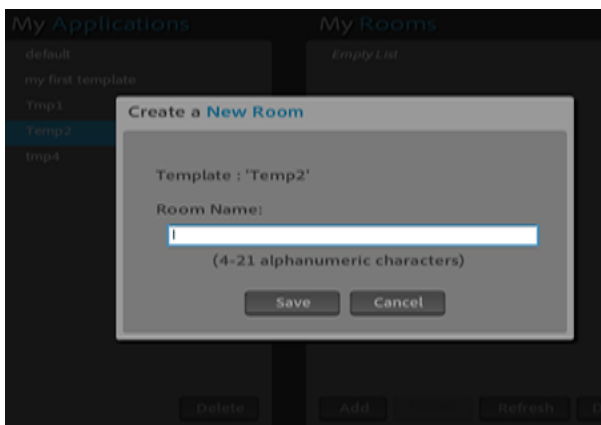 My Applications
My Rooms
default
Empty List
my first template
Tmp1
Create a New Room
Temp2
tmp4
Template : 'Temp2'
Room Name:
(4-21 alphanumeric characters)
Save
Cancel
Delete
Add
Refresh